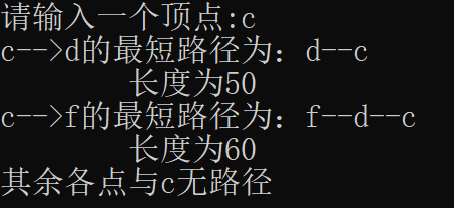 请输入一个顶点:c
c-->d的最短路径为：d--c
长度为50
c-->f的最短路径为：f--d--c
长度为60
其余各点与c无路径